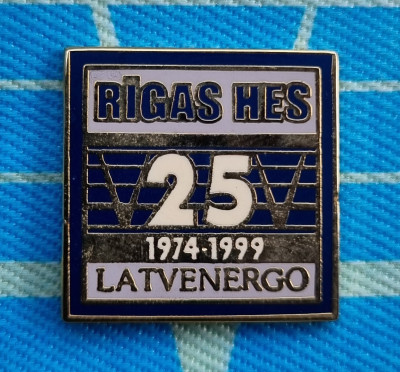 RĪGAS HES
25
1974-1999
LATVENERGO